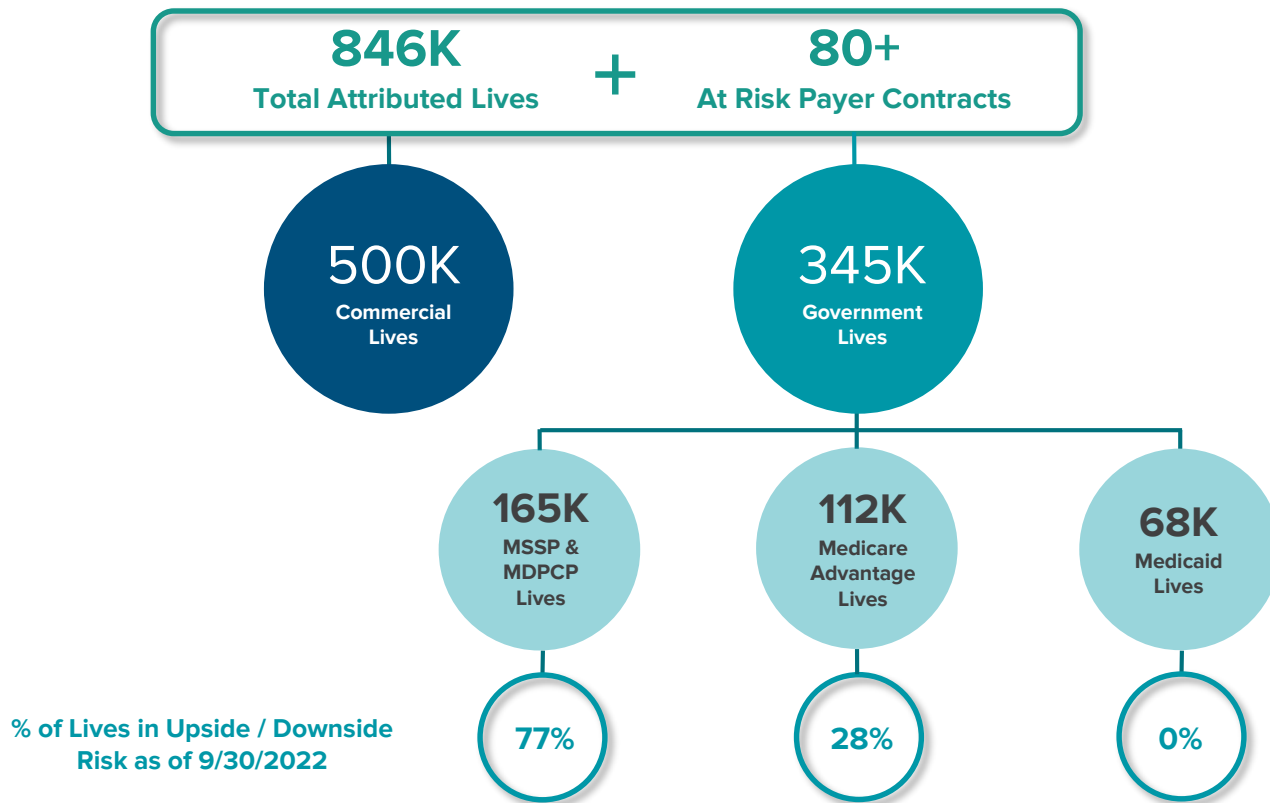 846K
Total Attributed Lives
+
80+
At Risk Payer Contracts
500K
Commercial
Lives
345K
Government
Lives
165K
MSSP &
MDPCP
Lives
112K
Medicare
Advantage
Lives
68K
Medicaid
Lives
% of Lives in Upside / Downside
Risk as of 9/30/2022
77%
28%
0%